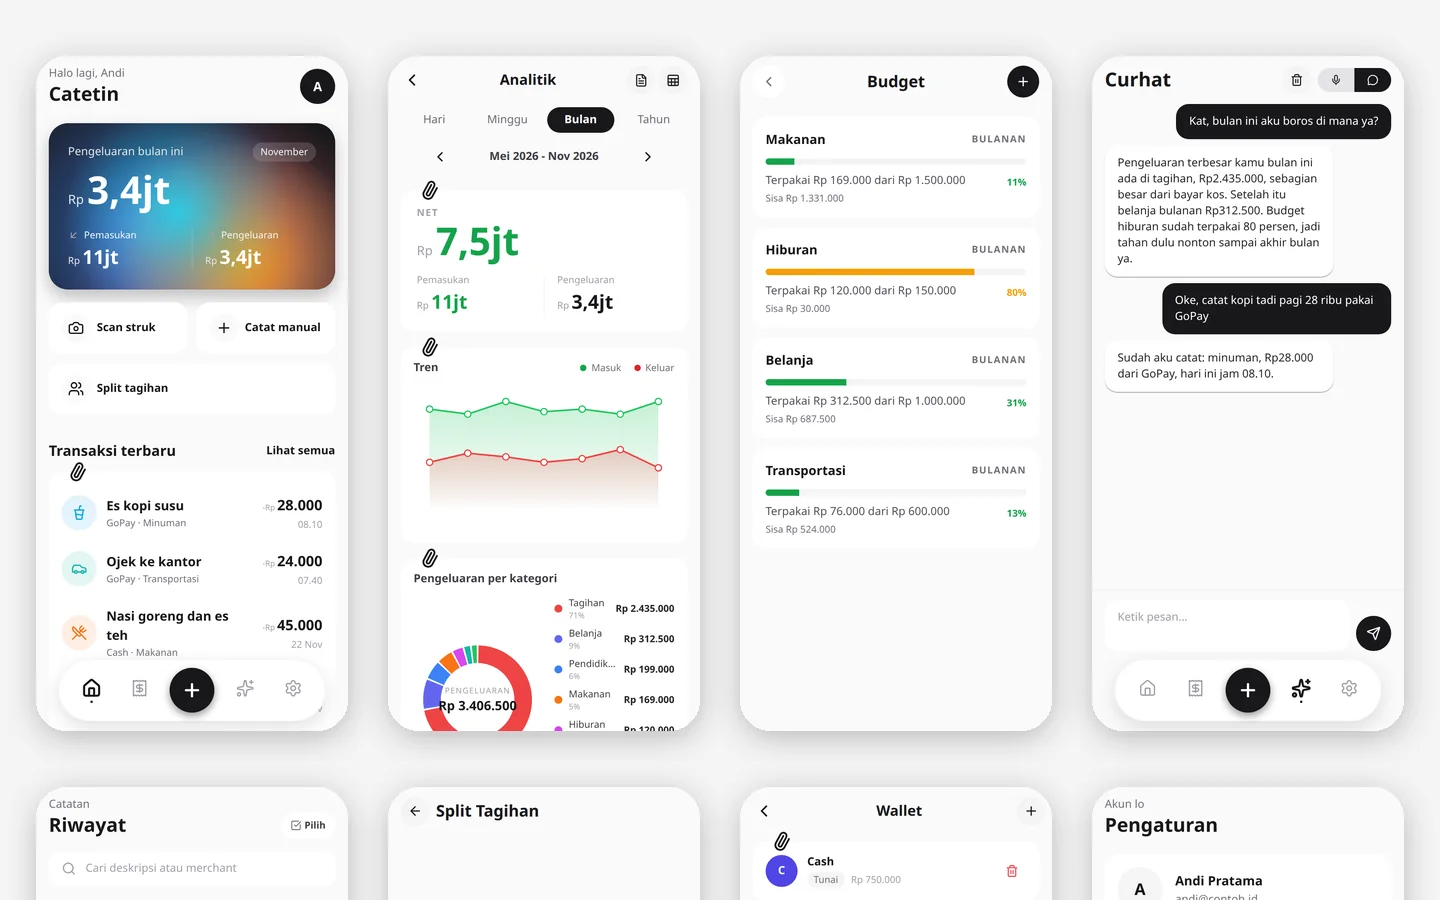 Halo lagi, Andi
Catetin
A
Pengeluaran bulan ini
November
Rp 3,4jt
Pemasukan
Rp 11jt
Pengeluaran
Rp 3,4jt
Scan struk
Catat manual
Split tagihan
Transaksi terbaru
Lihat semua
Es kopi susu
GoPay · Minuman
-Rp 28.000
08.10
Ojek ke kantor
GoPay · Transportasi
-Rp 24.000
07.40
Nasi goreng dan es
teh
Cash · Makanan
-Rp 45.000
22 Nov
Analitik
Hari
Minggu
Bulan
Tahun
Mei 2026 - Nov 2026
NET
Rp 7,5jt
Pemasukan
Rp 11jt
Pengeluaran
Rp 3,4jt
Tren
Masuk
Keluar
Pengeluaran per kategori
PENGELUARAN
Rp 3.406.500
Tagihan
71%
Rp 2.435.000
Belanja
9%
Rp 312.500
Pendidik...
6%
Rp 199.000
Makanan
5%
Rp 169.000
Hiburan
Rp 120.000
Budget
Makanan
BULANAN
Terpakai Rp 169.000 dari Rp 1.500.000
11%
Sisa Rp 1.331.000
Hiburan
BULANAN
Terpakai Rp 120.000 dari Rp 150.000
80%
Sisa Rp 30.000
Belanja
BULANAN
Terpakai Rp 312.500 dari Rp 1.000.000
31%
Sisa Rp 687.500
Transportasi
BULANAN
Terpakai Rp 76.000 dari Rp 600.000
13%
Sisa Rp 524.000
Curhat
Kat, bulan ini aku boros di mana ya?
Pengeluaran terbesar kamu bulan ini
ada di tagihan, Rp2.435.000, sebagian
besar dari bayar kos. Setelah itu
belanja bulanan Rp312.500. Budget
hiburan sudah terpakai 80 persen, jadi
tahan dulu nonton sampai akhir bulan
ya.
Oke, catat kopi tadi pagi 28 ribu pakai
GoPay
Sudah aku catat: minuman, Rp28.000
dari GoPay, hari ini jam 08.10.
Ketik pesan...
Catatan
Riwayat
Pilih
Cari deskripsi atau merchant
Split Tagihan
Wallet
C
Cash
Tunai
Rp 750.000
Akun lo
Pengaturan
A
Andi Pratama
andi@contoh.id